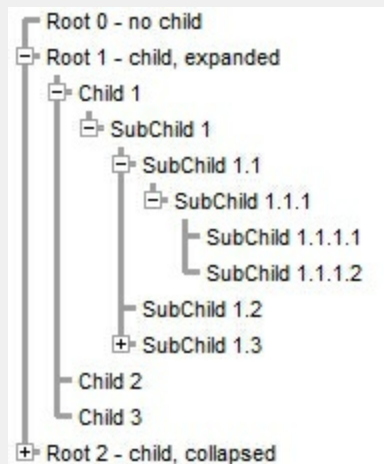 Root 0 - no child
Root 1 - child, expanded
Child 1
SubChild 1
SubChild 1.1
SubChild 1.1.1
SubChild 1.1.1.1
SubChild 1.1.1.2
SubChild 1.2
SubChild 1.3
Child 2
Child 3
Root 2 - child, collapsed